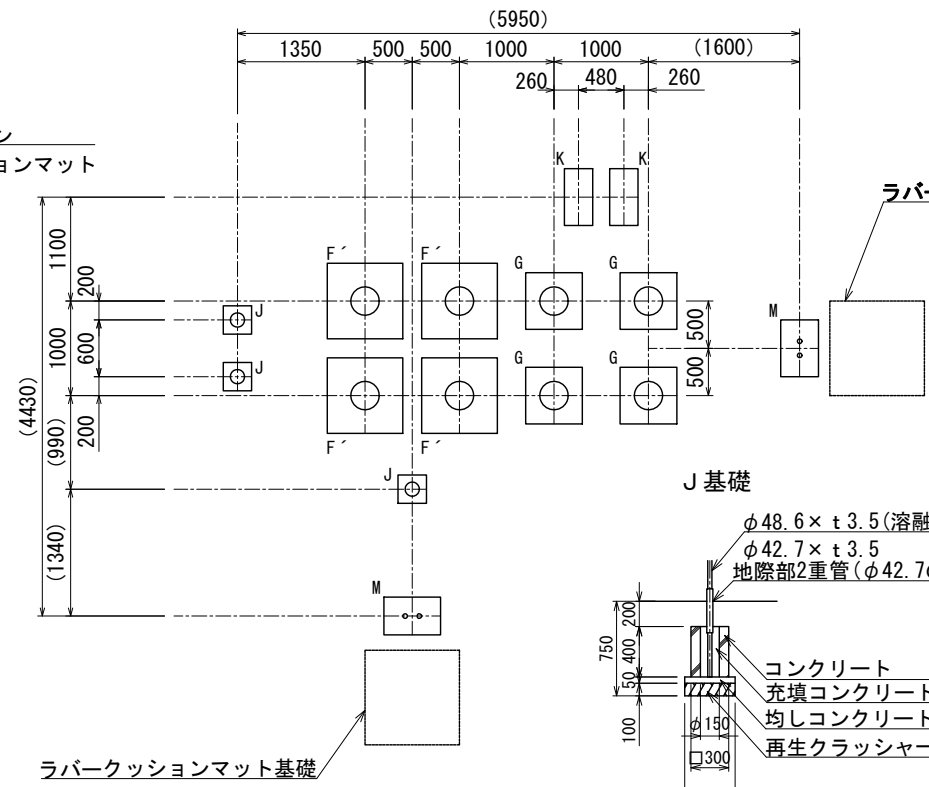 (5950)
1350 500 500 1000 1000 (1600)
260 480 260
ン
ョンマット
K K
ラバー
1100
200
F´ F´ G G
J
M
1000
600
500
(4430)
J
G G
500
200
(990)
F´ F´
J
J基礎
φ48.6×t3.5(溶融
φ42.7×t3.5
地際部2重管(φ42.7
(1340)
M
200
750
400
コンクリート
50
充填コンクリート
均しコンクリート
100
φ150
再生クラッシャー
□300
ラバークッションマット基礎